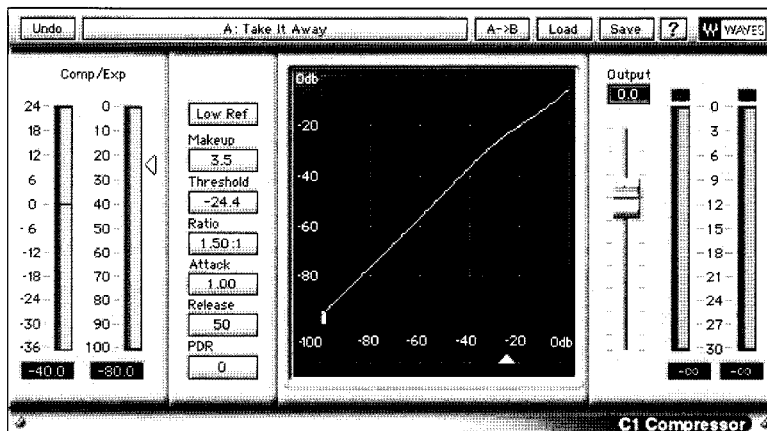 Undo A: Take It Away A->B Load Save ? W WAVES
Comp/Exp
24 0
18 10
12 20
6 30
0 40
-6 50
-12 60
-18 70
-24 80
-30 90
-36 100
-40.0 -80.0
Low Ref
Makeup
3.5
Threshold
-24.4
Ratio
1.50:1
Attack
1.00
Release
50
PDR
0
0db
-20
-40
-60
-80
-100 -80 -60 -40 -20 0db
Output
0.0
0
3
6
9
12
15
18
21
24
27
30
-oo -oo
C1 Compressor